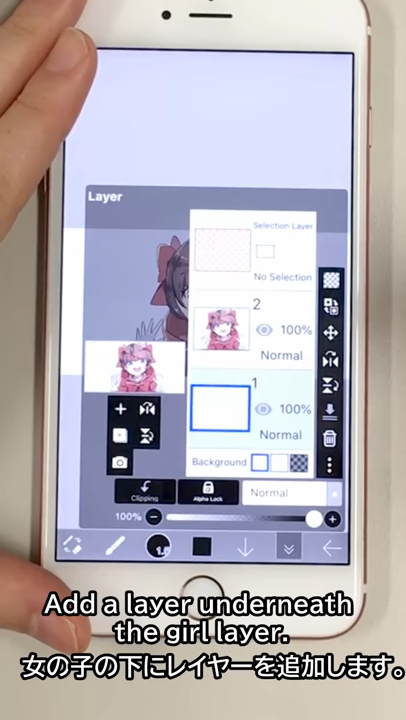 Layer
Selection Layer
No Selection
2
100%
Normal
1
100%
Normal
Background
Clipping
Alpha Lock
Normal
100%
1.0
Add a layer underneath
the girl layer.
女の子の下にレイヤーを追加します。